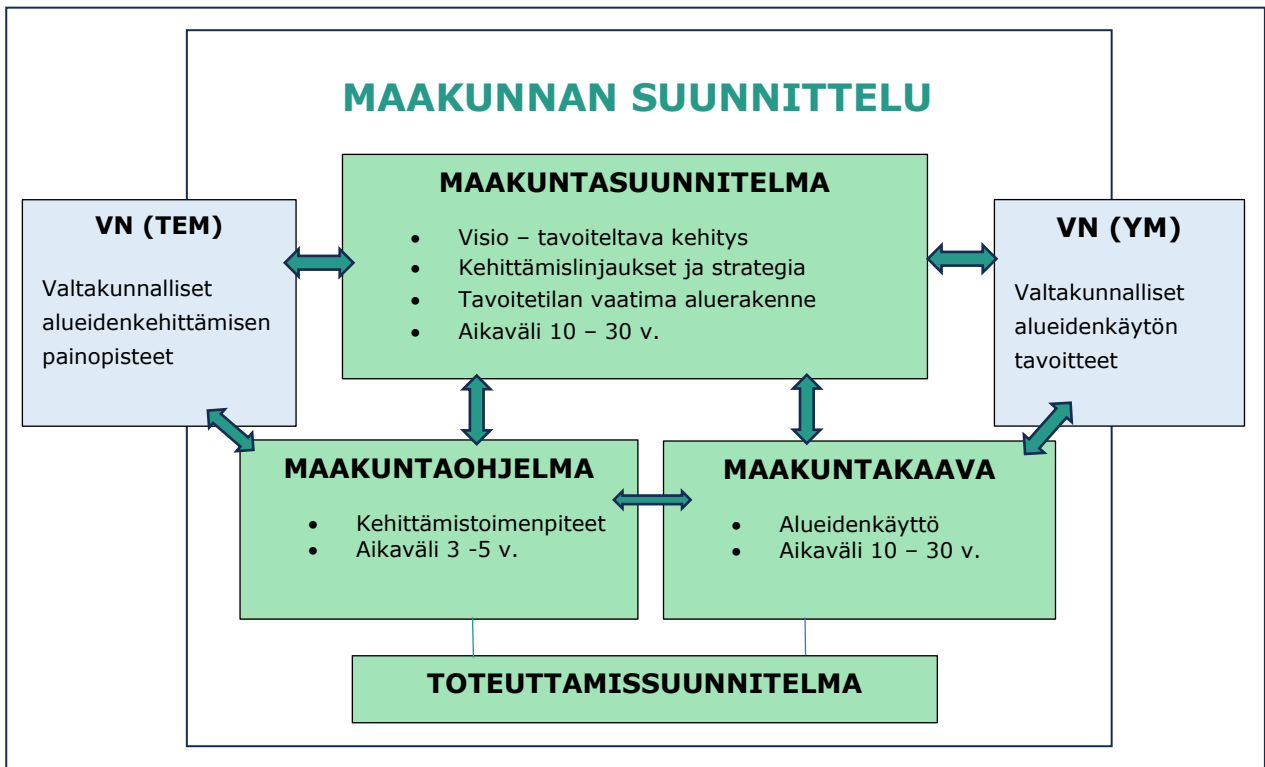 MAAKUNNAN SUUNNITTELU
MAAKUNTASUUNNITELMA
• Visio – tavoiteltava kehitys
• Kehittämislinjaukset ja strategia
• Tavoitetilan vaatima aluerakenne
• Aikaväli 10 – 30 v.
VN (TEM)
Valtakunnalliset
alueidenkehittämisen
painopisteet
VN (YM)
Valtakunnalliset
alueidenkäytön
tavoitteet
MAAKUNTAOHJELMA
• Kehittämistoimenpiteet
• Aikaväli 3 -5 v.
MAAKUNTAKAAVA
• Alueidenkäyttö
• Aikaväli 10 – 30 v.
TOTEUTTAMISSUUNNITELMA